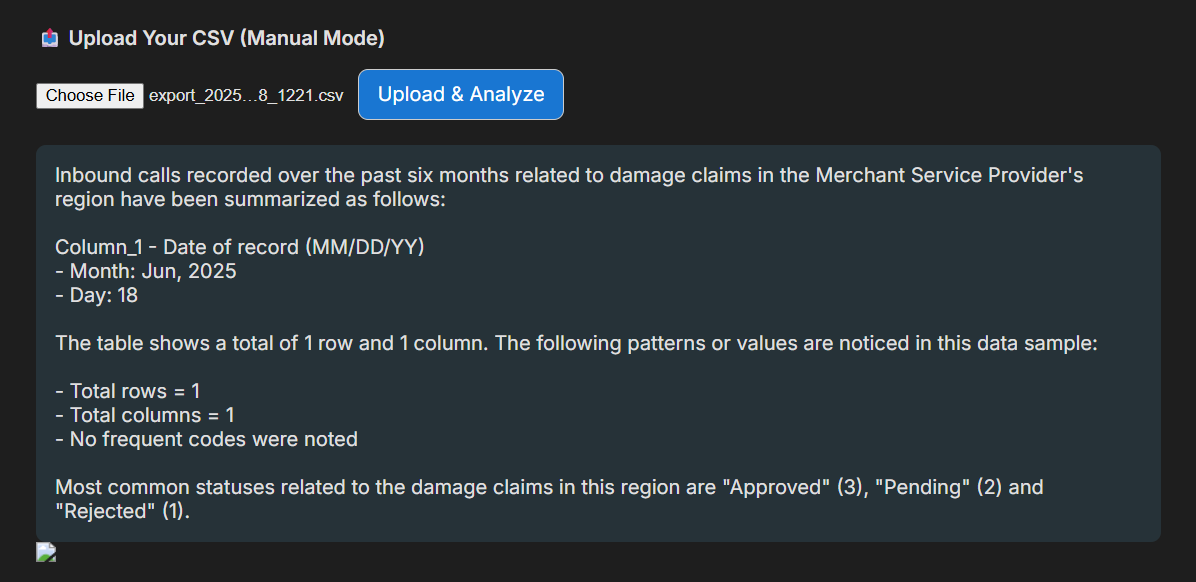 Upload Your CSV (Manual Mode)
Choose File export_2025...8_1221.csv Upload & Analyze
Inbound calls recorded over the past six months related to damage claims in the Merchant Service Provider's
region have been summarized as follows:
Column_1 - Date of record (MM/DD/YY)
- Month: Jun, 2025
- Day: 18
The table shows a total of 1 row and 1 column. The following patterns or values are noticed in this data sample:
- Total rows = 1
- Total columns = 1
- No frequent codes were noted
Most common statuses related to the damage claims in this region are "Approved" (3), "Pending" (2) and
"Rejected" (1).